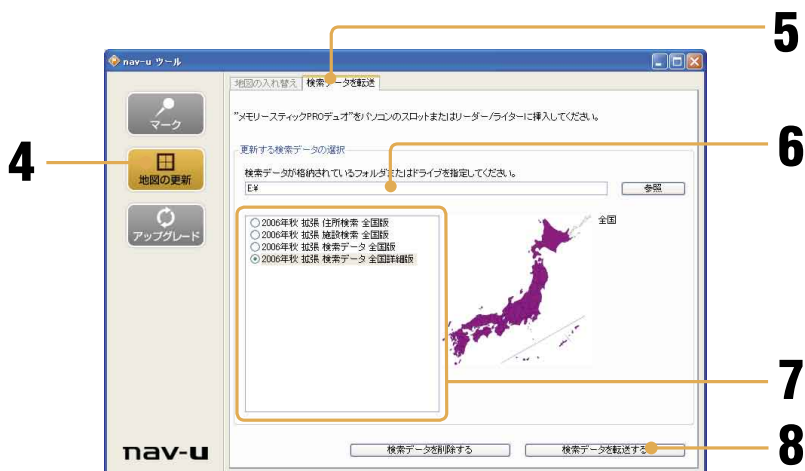 5
nav-u ツール
地図の入れ替え 検索データを転送
マーク
"メモリースティックPROデュオ"をパソコンのスロットまたはリーダー/ライターに挿入してください。
6
更新する検索データの選択
4
地図の更新
検索データが格納されているフォルダまたはドライブを指定してください。
E:¥ 参照
アップグレード
2006年秋 拡張 住所検索 全国版
2006年秋 拡張 施設検索 全国版
2006年秋 拡張 検索データ 全国版
2006年秋 拡張 検索データ 全国詳細版
全国
7
nav-u
検索データを削除する 検索データを転送する
8